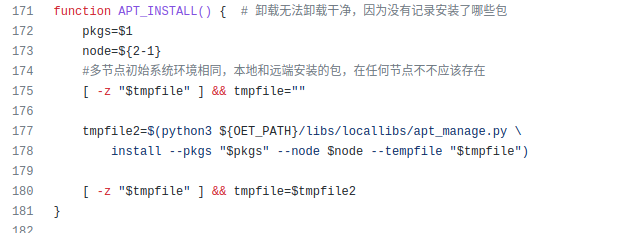 171 function APT_INSTALL() { # 卸载无法卸载干净，因为没有记录安装了哪些包
172 pkgs=$1
173 node=${2-1}
174 #多节点初始系统环境相同，本地和远端安装的包，在任何节点不不应该存在
175 [ -z "$tmpfile" ] && tmpfile=""
176
177 tmpfile2=$(python3 ${OET_PATH}/libs/locallibs/apt_manage.py \
178 install --pkgs "$pkgs" --node $node --tempfile "$tmpfile")
179
180 [ -z "$tmpfile" ] && tmpfile=$tmpfile2
181 }
182